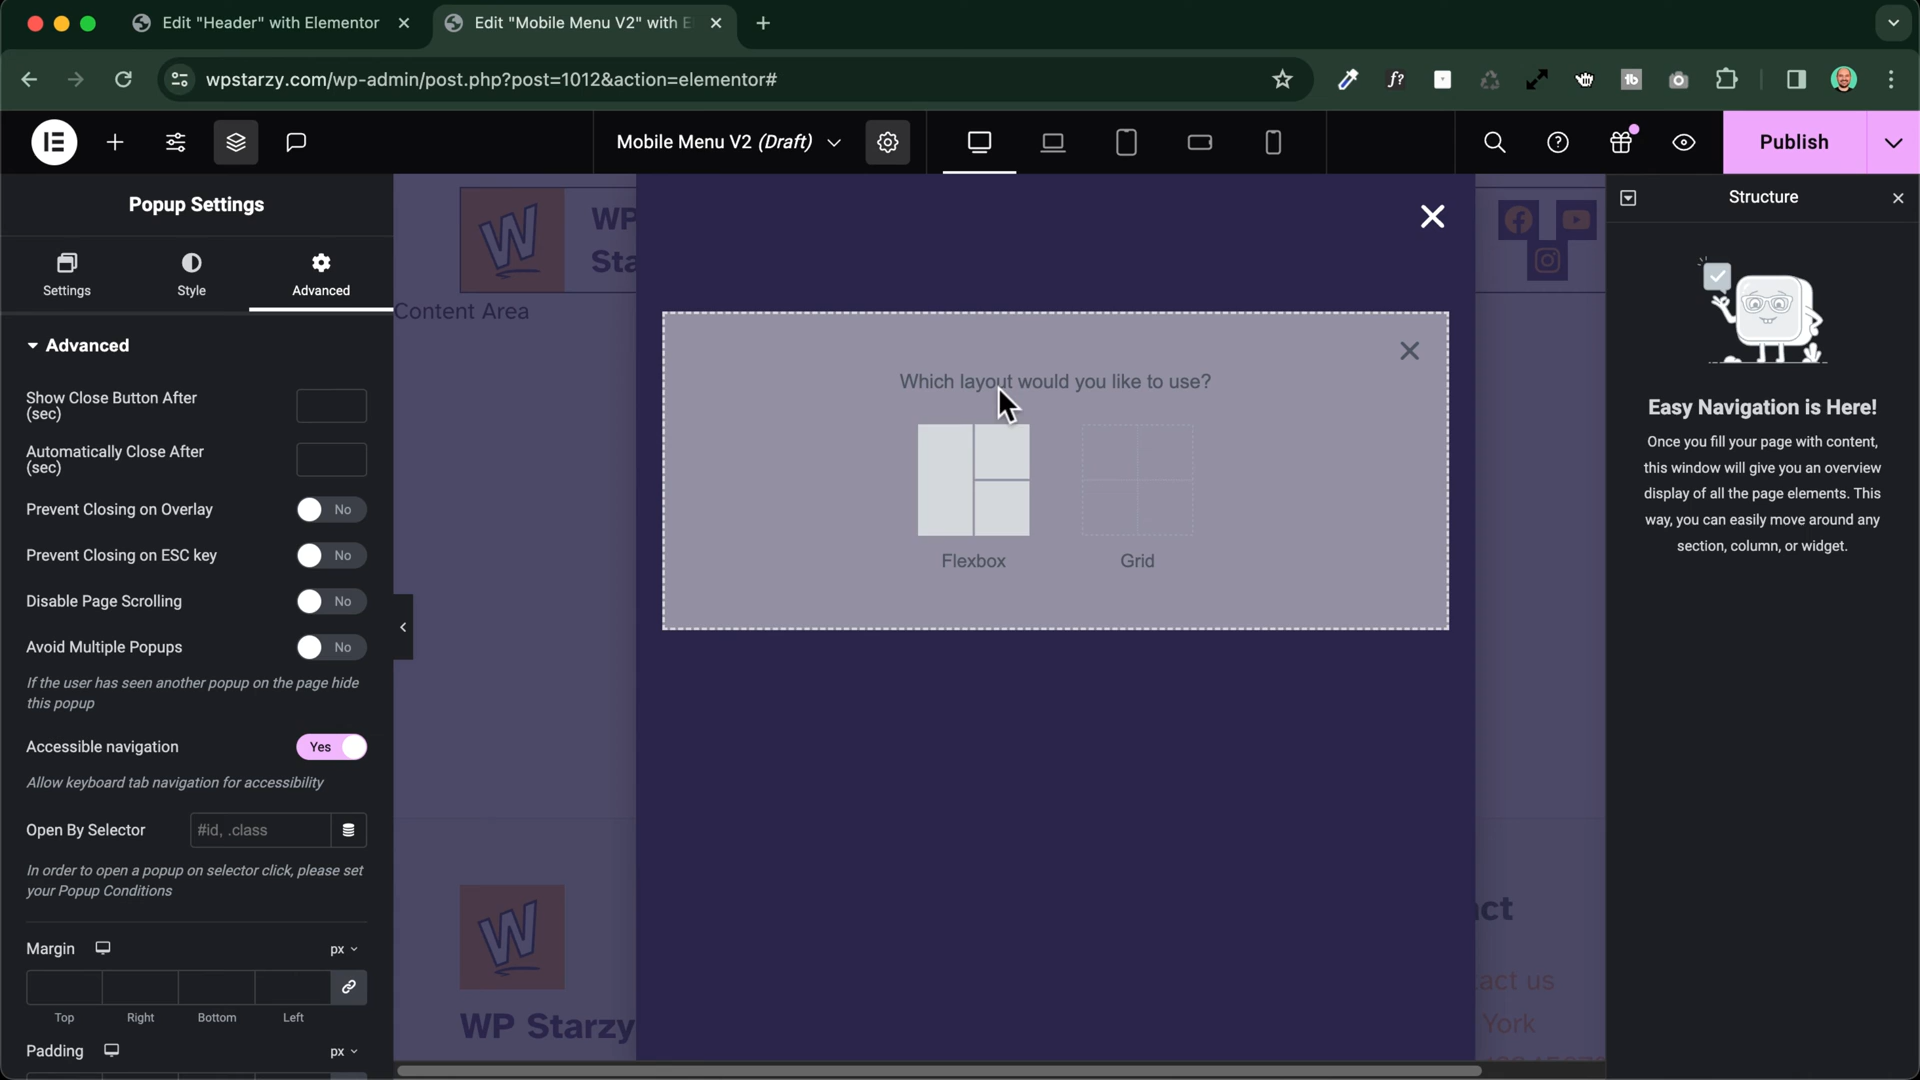 Edit "Header" with Elementor
Edit "Mobile Menu V2" with E
wpstarzy.com/wp-admin/post.php?post=1012&action=elementor#
f?
tb
Mobile Menu V2 (Draft)
Publish
Popup Settings
Settings
Style
Advanced
Advanced
Show Close Button After
(sec)
Automatically Close After
(sec)
Prevent Closing on Overlay
No
Prevent Closing on ESC key
No
Disable Page Scrolling
No
Avoid Multiple Popups
No
If the user has seen another popup on the page hide
this popup
Accessible navigation
Yes
Allow keyboard tab navigation for accessibility
Open By Selector
#id, .class
In order to open a popup on selector click, please set
your Popup Conditions
Margin
px
Top
Right
Bottom
Left
Padding
px
W
WP
Sta
Content Area
Which layout would you like to use?
Flexbox
Grid
W
WP Starzy
act
act us
York
Structure
Easy Navigation is Here!
Once you fill your page with content,
this window will give you an overview
display of all the page elements. This
way, you can easily move around any
section, column, or widget.